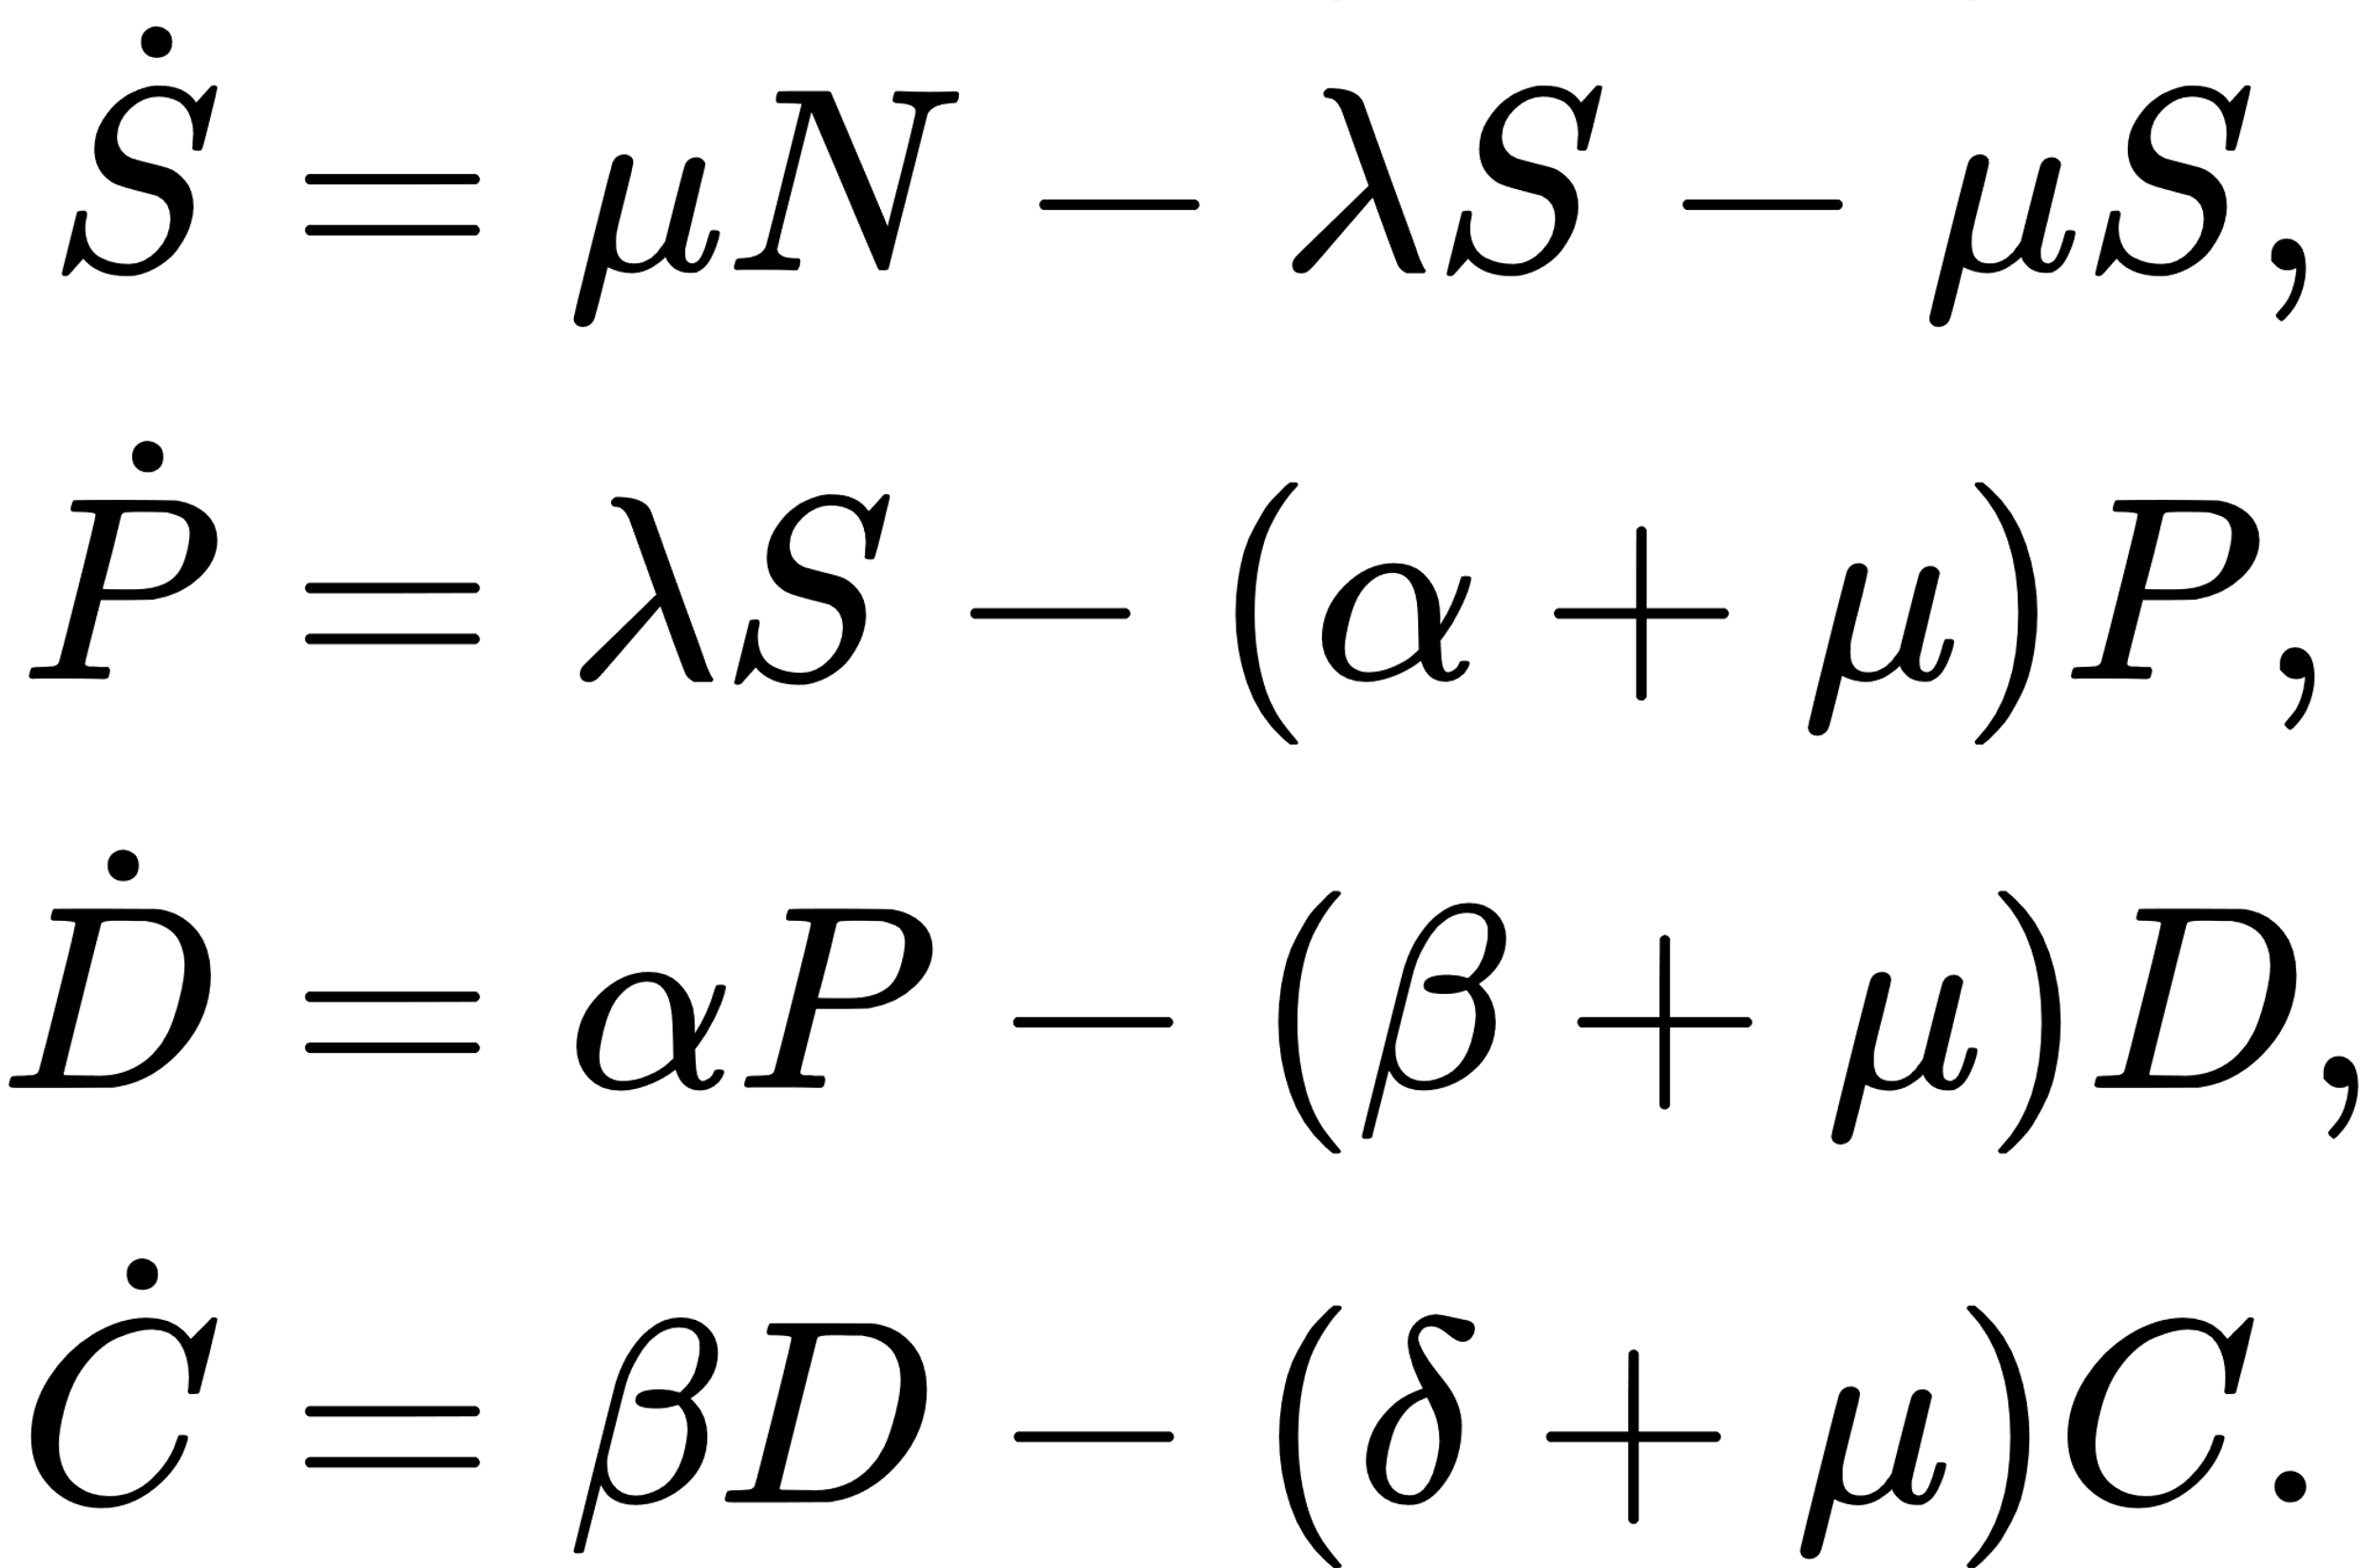 Ṡ = μN − λS − μS,
Ṗ = λS − (α + μ)P,
Ḋ = αP − (β + μ)D,
Ċ = βD − (δ + μ)C.